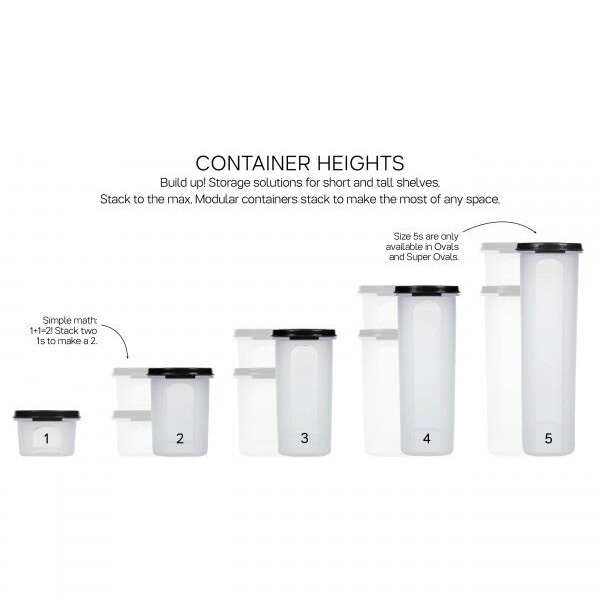 CONTAINER HEIGHTS
Build up! Storage solutions for short and tall shelves.
Stack to the max. Modular containers stack to make the most of any space.
Size 5s are only
available in Ovals
and Super Ovals.
Simple math:
1+1=2! Stack two
1s to make a 2.
1
2
3
4
5